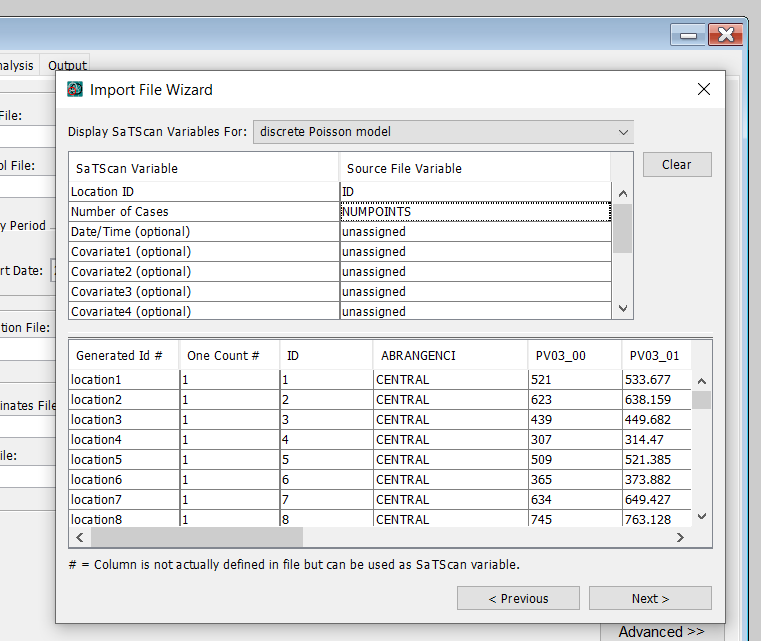 nalysis Output
File:
ol File:
y Period
rt Date:
tion File:
inates File
ile:
Advanced >>
Import File Wizard
Display SaTScan Variables For: discrete Poisson model
Clear
SaTScan Variable Source File Variable
Location ID ID
Number of Cases NUMPOINTS
Date/Time (optional) unassigned
Covariate1 (optional) unassigned
Covariate2 (optional) unassigned
Covariate3 (optional) unassigned
Covariate4 (optional) unassigned
Generated Id # One Count # ID ABRANGENCI PV03_00 PV03_01
location1 1 1 CENTRAL 521 533.677
location2 1 2 CENTRAL 623 638.159
location3 1 3 CENTRAL 439 449.682
location4 1 4 CENTRAL 307 314.47
location5 1 5 CENTRAL 509 521.385
location6 1 6 CENTRAL 365 373.882
location7 1 7 CENTRAL 634 649.427
location8 1 8 CENTRAL 745 763.128
# = Column is not actually defined in file but can be used as SaTScan variable.
< Previous Next >